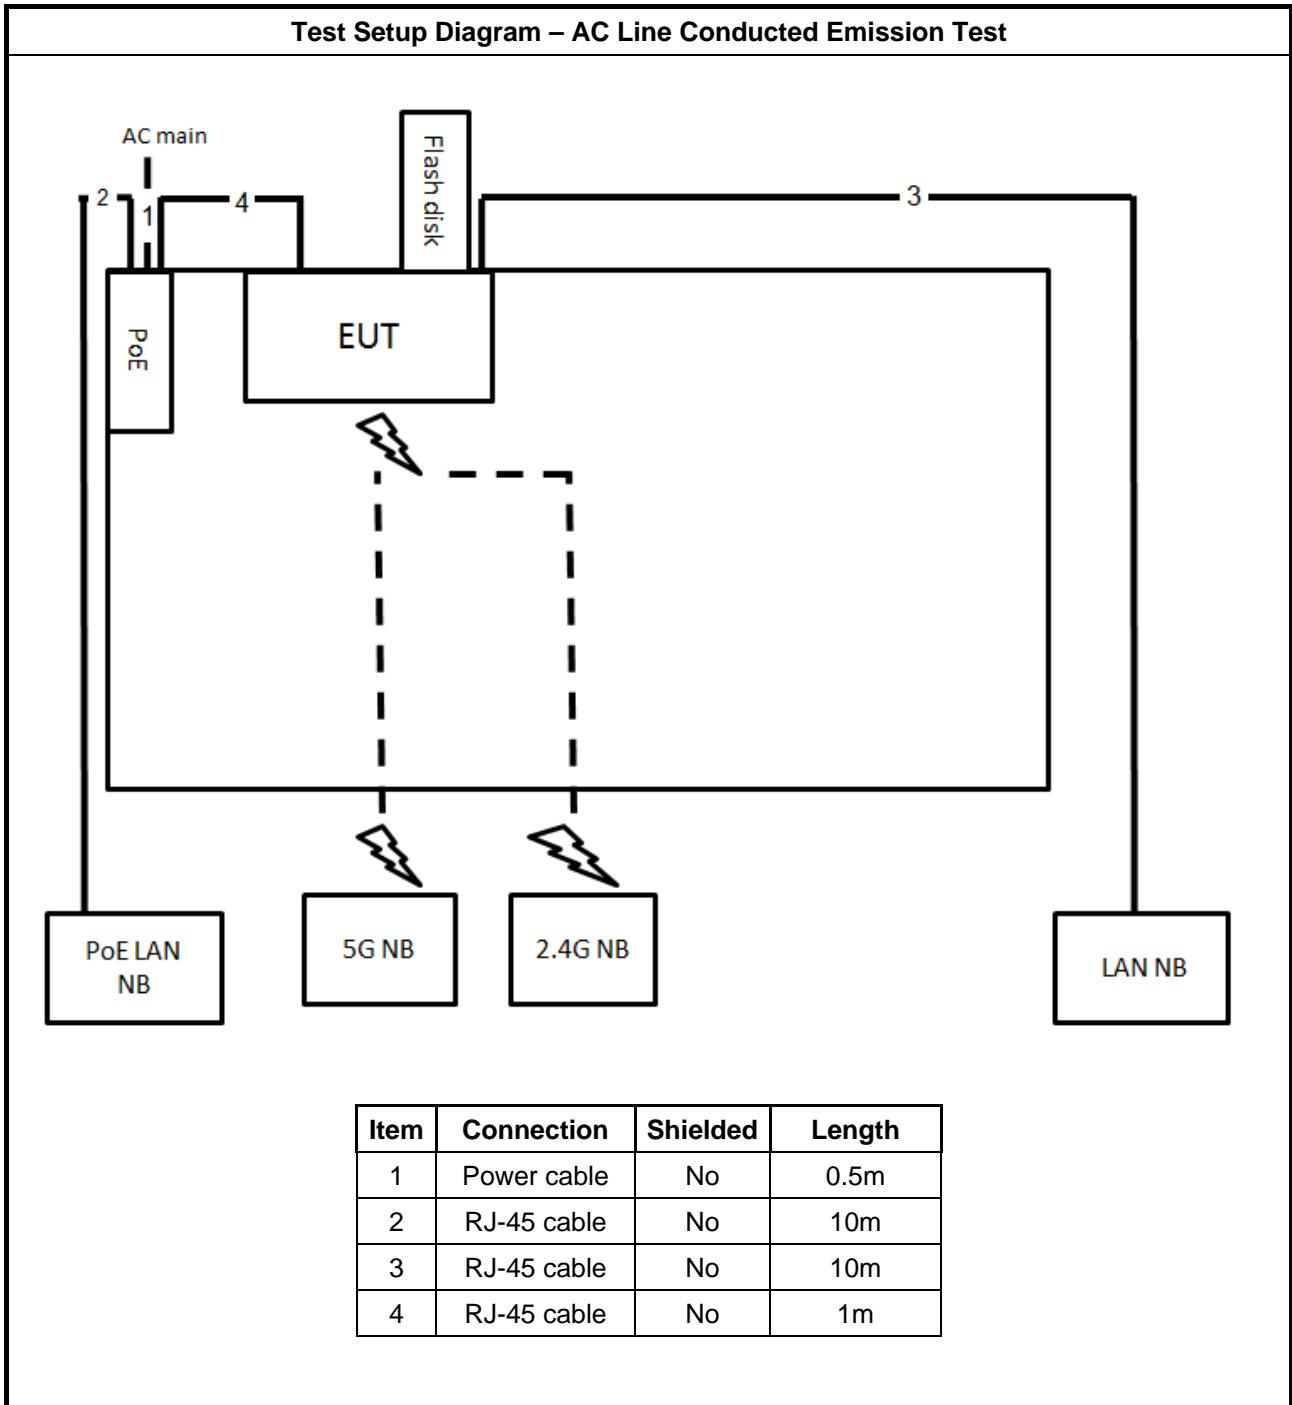 Test Setup Diagram – AC Line Conducted Emission Test
AC main
2
1
4
Flash disk
3
PoE
EUT
PoE LAN
NB
5G NB
2.4G NB
LAN NB
Item Connection Shielded Length
1 Power cable No 0.5m
2 RJ-45 cable No 10m
3 RJ-45 cable No 10m
4 RJ-45 cable No 1m